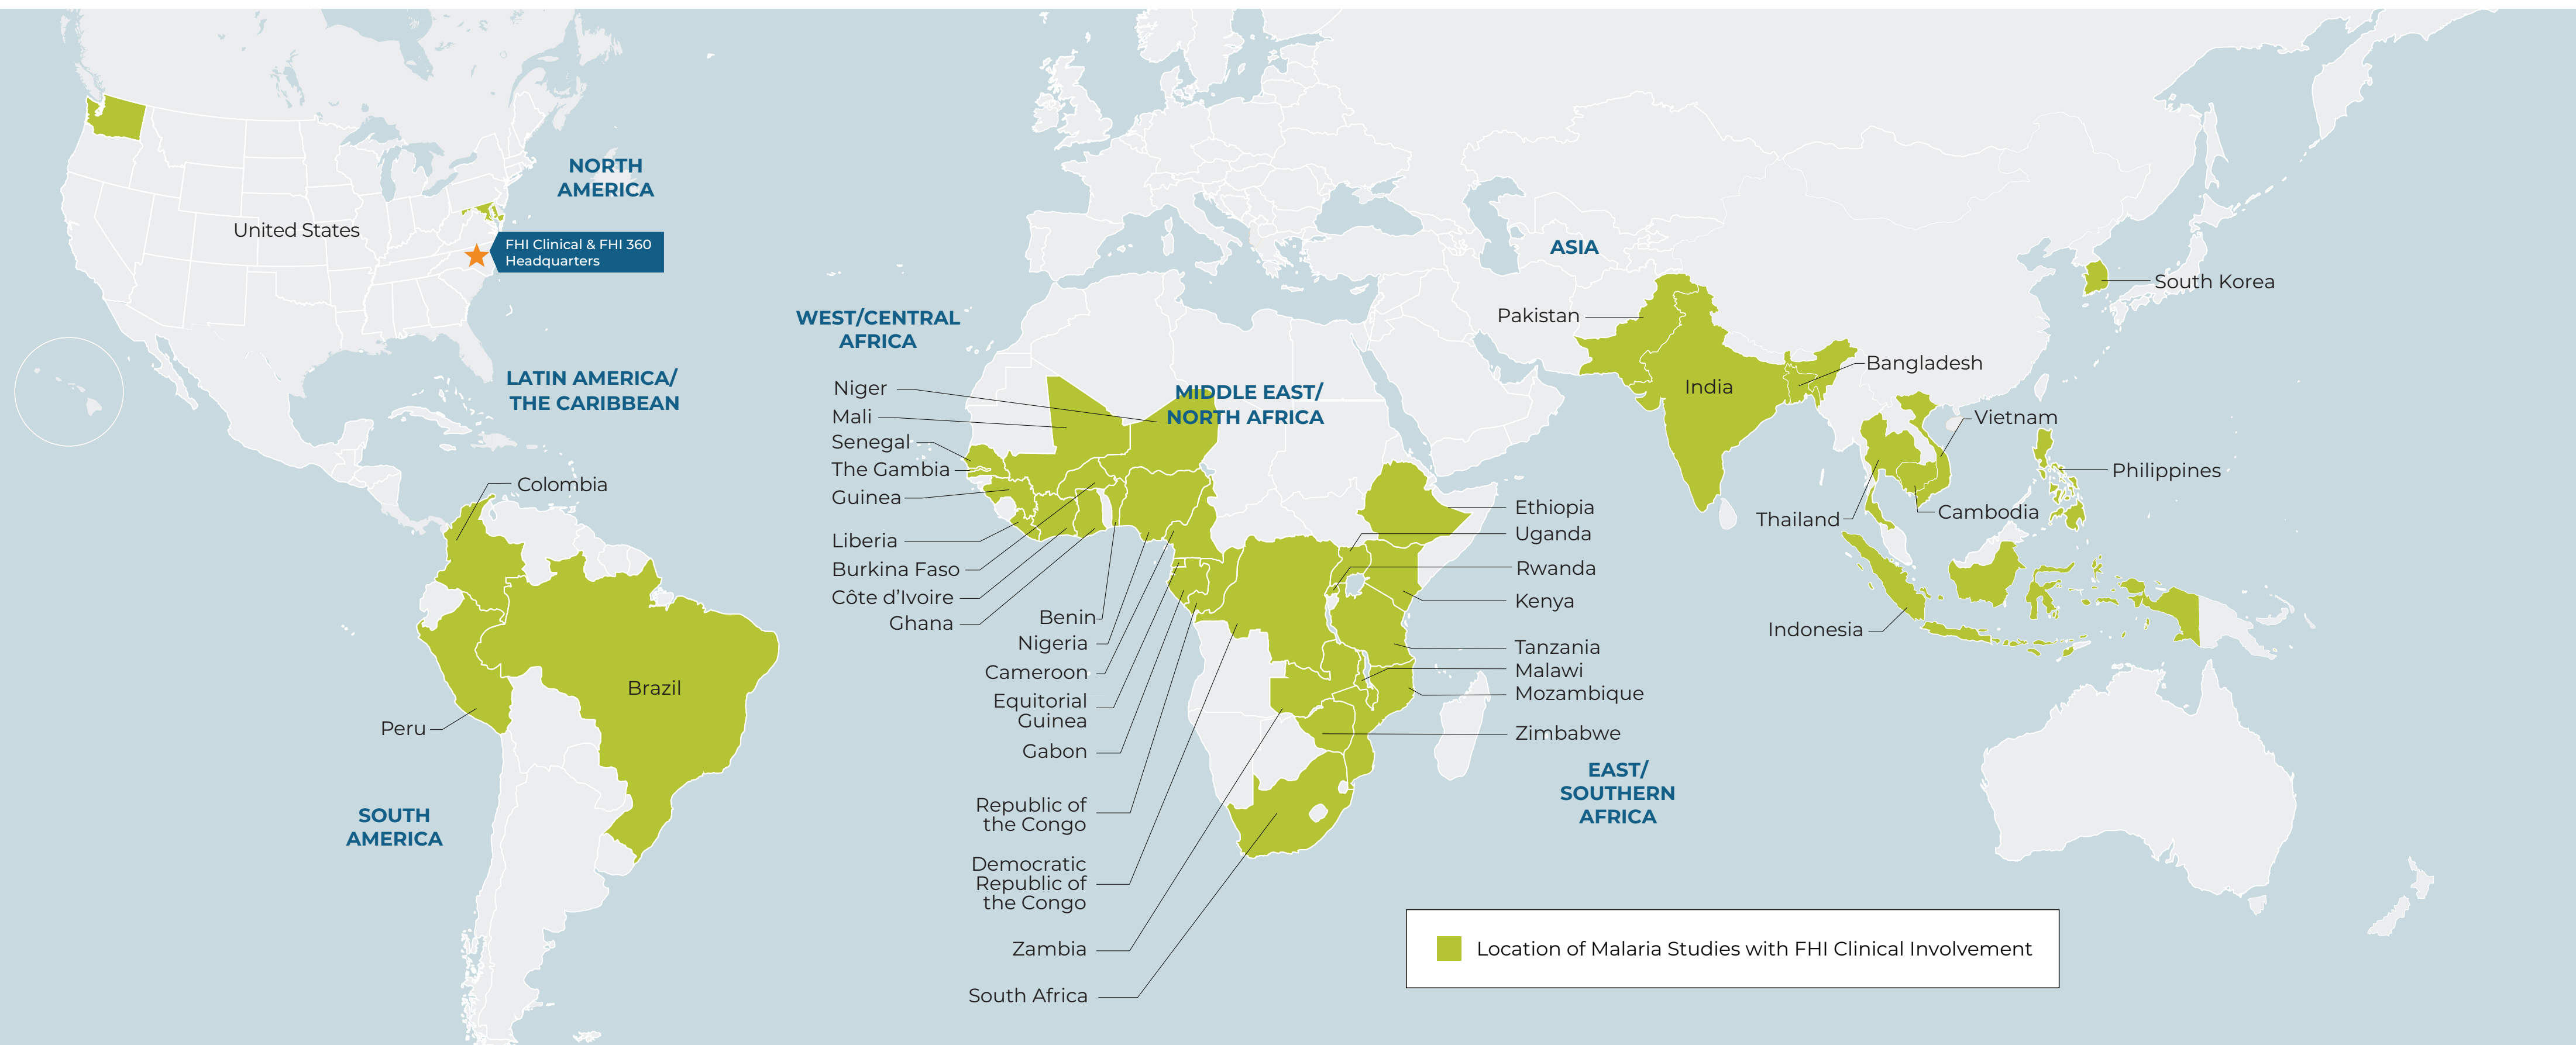 NORTH
AMERICA
United States
FHI Clinical & FHI 360
Headquarters
LATIN AMERICA/
THE CARIBBEAN
Colombia
Brazil
Peru
SOUTH
AMERICA
WEST/CENTRAL
AFRICA
MIDDLE EAST/
NORTH AFRICA
Niger
Mali
Senegal
The Gambia
Guinea
Liberia
Burkina Faso
Côte d'Ivoire
Ghana
Benin
Nigeria
Cameroon
Equitorial
Guinea
Gabon
Republic of
the Congo
Democratic
Republic of
the Congo
Zambia
South Africa
Ethiopia
Uganda
Rwanda
Kenya
Tanzania
Malawi
Mozambique
Zimbabwe
EAST/
SOUTHERN
AFRICA
ASIA
Pakistan
India
Bangladesh
South Korea
Vietnam
Philippines
Thailand
Cambodia
Indonesia
Location of Malaria Studies with FHI Clinical Involvement